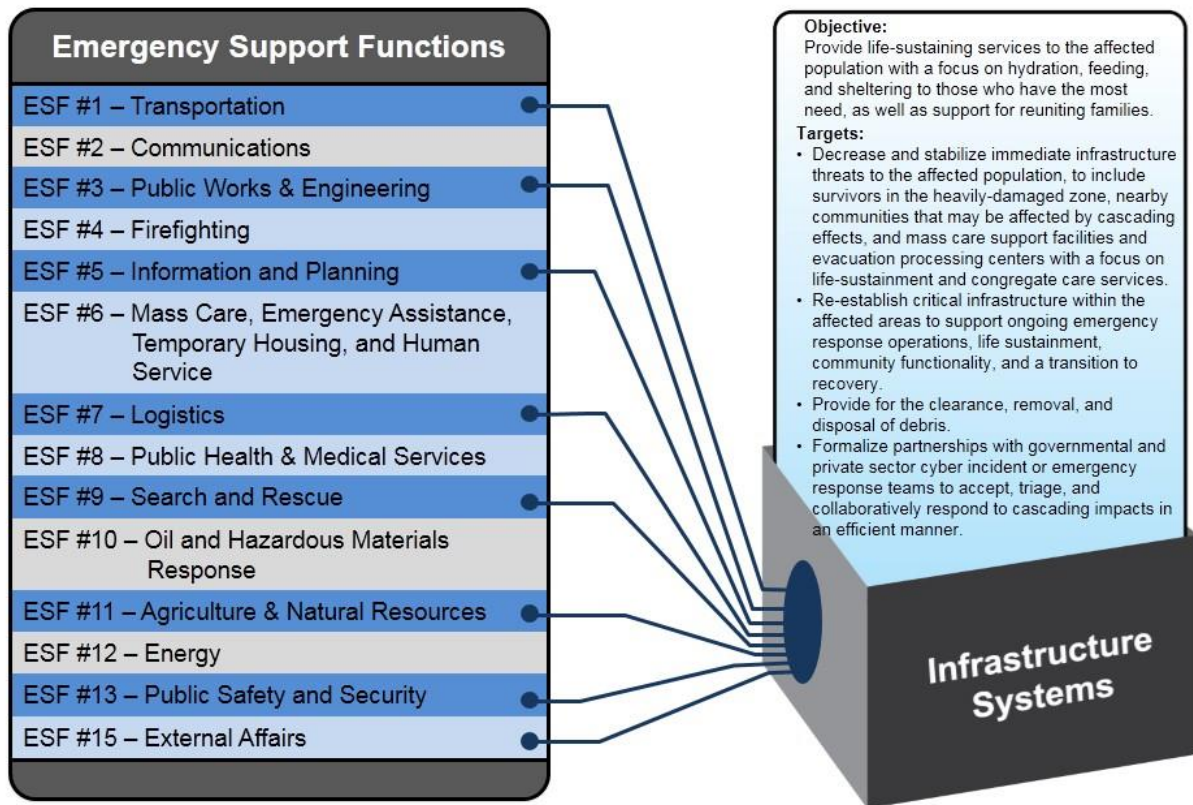 Emergency Support Functions
ESF #1 – Transportation
ESF #2 – Communications
ESF #3 – Public Works & Engineering
ESF #4 – Firefighting
ESF #5 – Information and Planning
ESF #6 – Mass Care, Emergency Assistance,
Temporary Housing, and Human
Service
ESF #7 – Logistics
ESF #8 – Public Health & Medical Services
ESF #9 – Search and Rescue
ESF #10 – Oil and Hazardous Materials
Response
ESF #11 – Agriculture & Natural Resources
ESF #12 – Energy
ESF #13 – Public Safety and Security
ESF #15 – External Affairs
Objective:
Provide life-sustaining services to the affected
population with a focus on hydration, feeding,
and sheltering to those who have the most
need, as well as support for reuniting families.
Targets:
• Decrease and stabilize immediate infrastructure
threats to the affected population, to include
survivors in the heavily-damaged zone, nearby
communities that may be affected by cascading
effects, and mass care support facilities and
evacuation processing centers with a focus on
life-sustainment and congregate care services.
• Re-establish critical infrastructure within the
affected areas to support ongoing emergency
response operations, life sustainment,
community functionality, and a transition to
recovery.
• Provide for the clearance, removal, and
disposal of debris.
• Formalize partnerships with governmental and
private sector cyber incident or emergency
response teams to accept, triage, and
collaboratively respond to cascading impacts in
an efficient manner.
Infrastructure
Systems